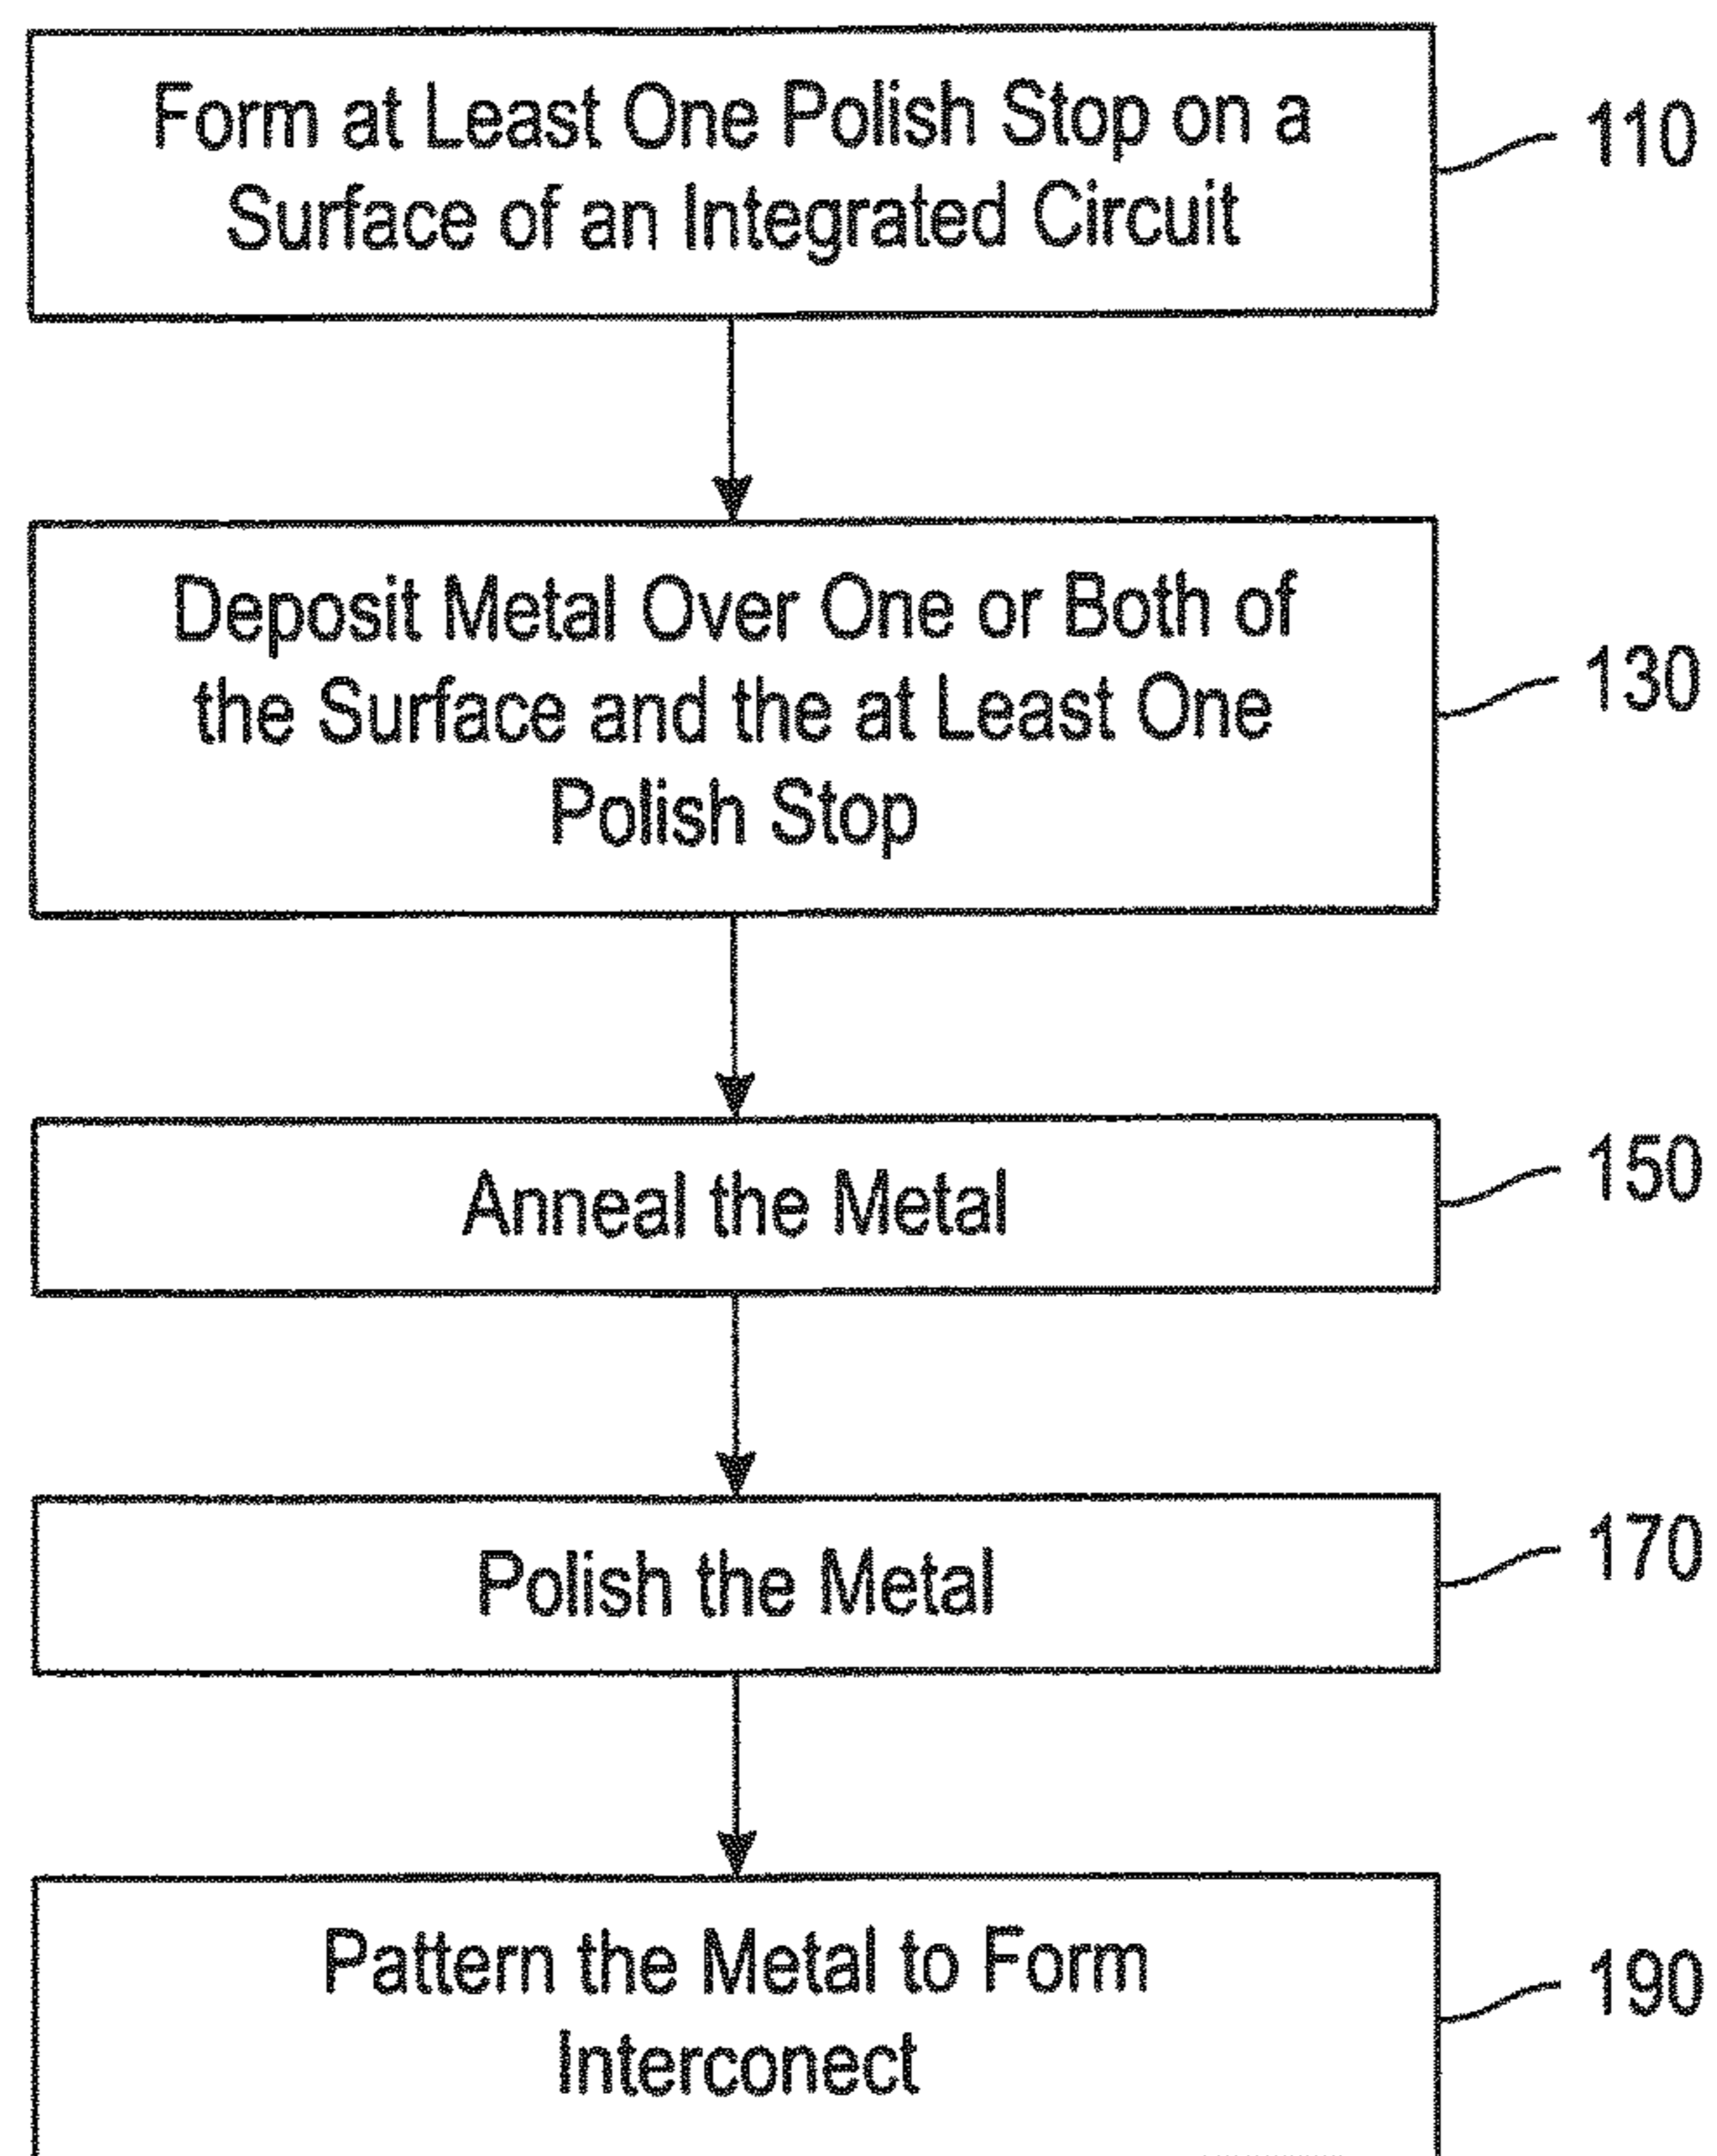 Form at Least One Polish Stop on a
Surface of an Integrated Circuit
110
Deposit Metal Over One or Both of
the Surface and the at Least One
Polish Stop
130
Anneal the Metal
150
Polish the Metal
170
Pattern the Metal to Form
Interconect
190